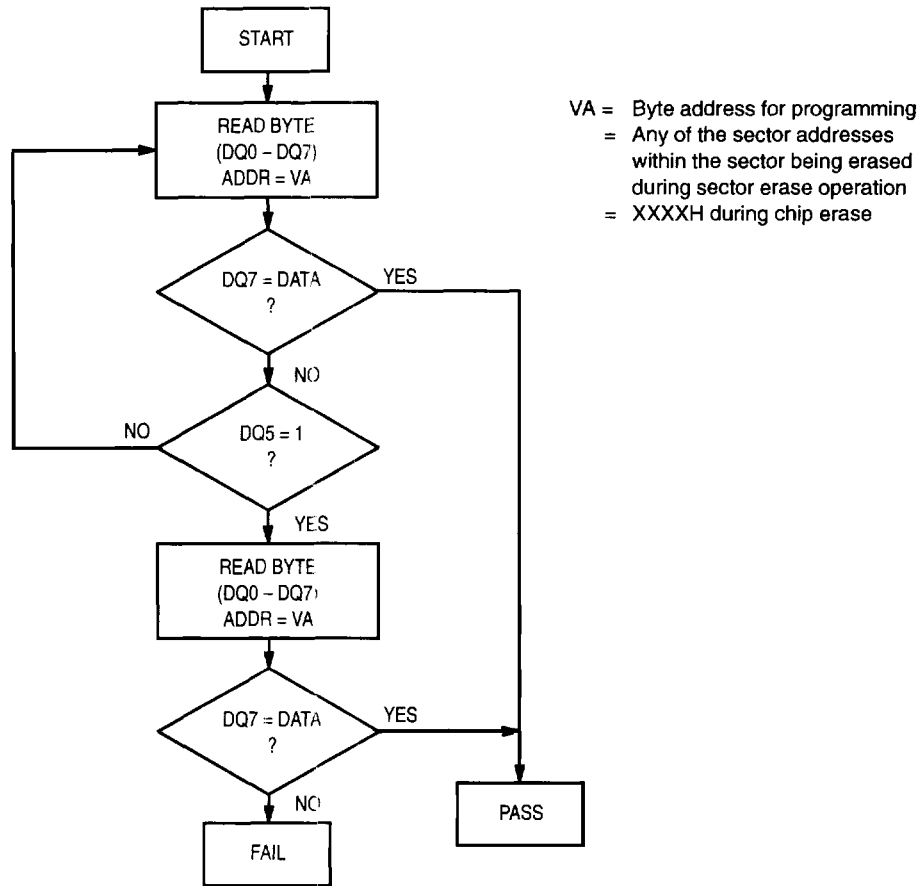 START
READ BYTE
(DQ0 – DQ7)
ADDR = VA
VA = Byte address for programming
= Any of the sector addresses
within the sector being erased
during sector erase operation
= XXXXH during chip erase
DQ7 = DATA
?
YES
NO
DQ5 = 1
?
NO
YES
READ BYTE
(DQ0 – DQ7)
ADDR = VA
DQ7 = DATA
?
YES
NO
PASS
FAIL